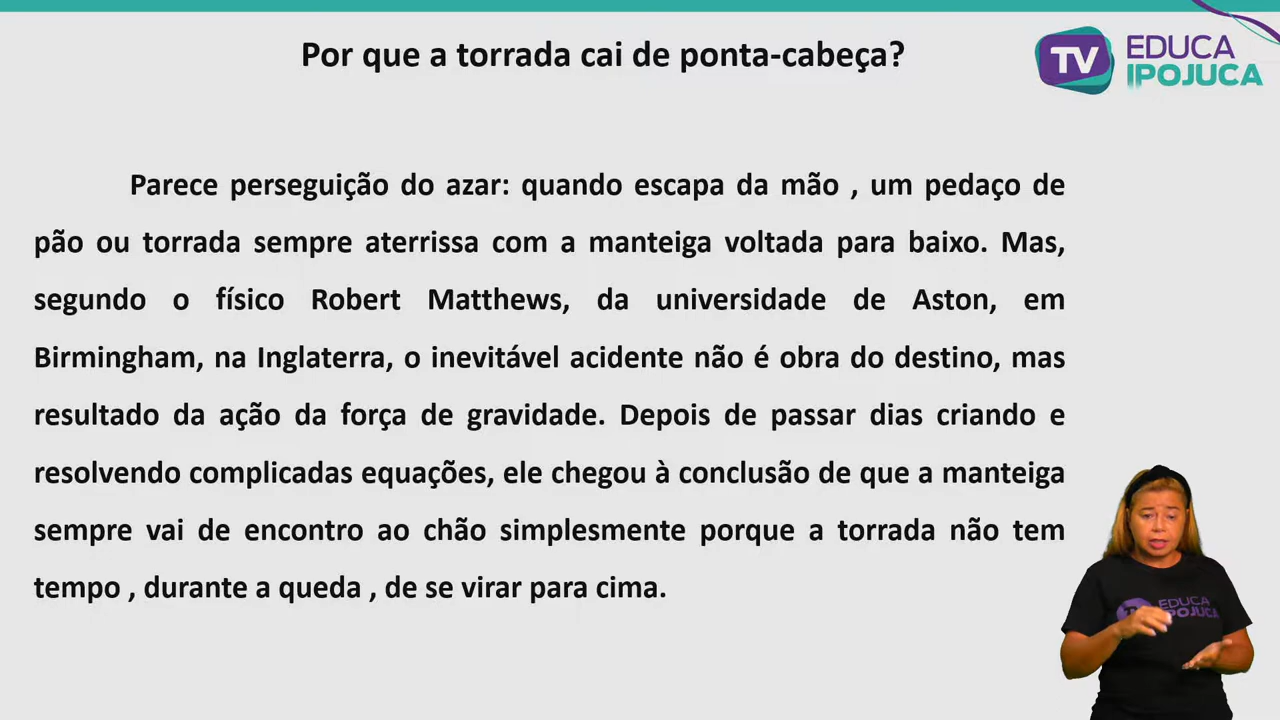 Por que a torrada cai de ponta-cabeça?
TV EDUCA
IPOJUCA
Parece perseguição do azar: quando escapa da mão , um pedaço de
pão ou torrada sempre aterrissa com a manteiga voltada para baixo. Mas,
segundo o físico Robert Matthews, da universidade de Aston, em
Birmingham, na Inglaterra, o inevitável acidente não é obra do destino, mas
resultado da ação da força de gravidade. Depois de passar dias criando e
resolvendo complicadas equações, ele chegou à conclusão de que a manteiga
sempre vai de encontro ao chão simplesmente porque a torrada não tem
tempo , durante a queda , de se virar para cima.
TV EDUCA
IPOJUCA